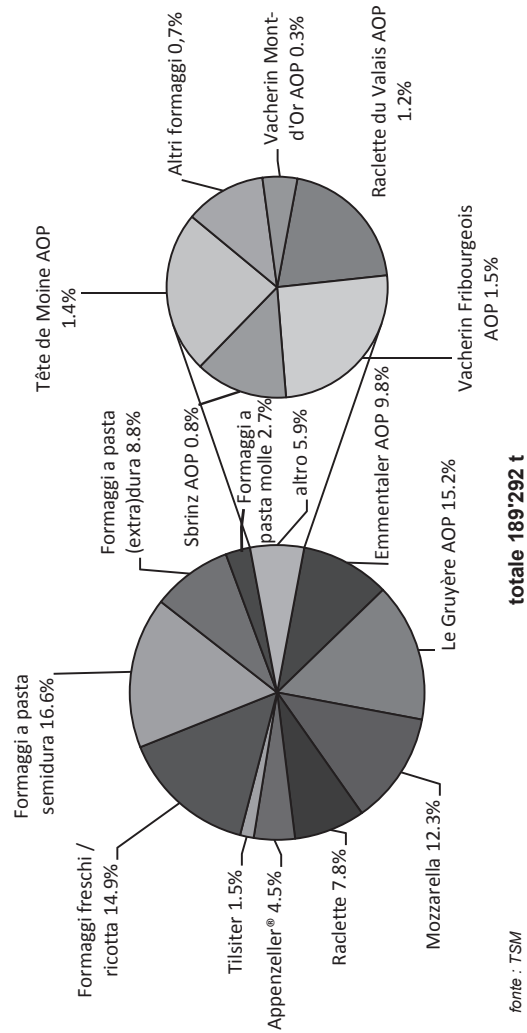 Formaggi a pasta
semidura 16.6%
Formaggi a pasta
(extra)dura 8.8%
Tête de Moine AOP
1.4%
Altri formaggi 0,7%
Vacherin Mont-
d'Or AOP 0.3%
Raclette du Valais AOP
1.2%
Vacherin Fribourgeois
AOP 1.5%
Sbrinz AOP 0.8%
Formaggi a
pasta molle 2.7%
altro 5.9%
Emmentaler AOP 9.8%
Le Gruyère AOP 15.2%
Mozzarella 12.3%
Raclette 7.8%
Appenzeller® 4.5%
Tilsiter 1.5%
Formaggi freschi /
ricotta 14.9%
totale 189'292 t
fonte : TSM